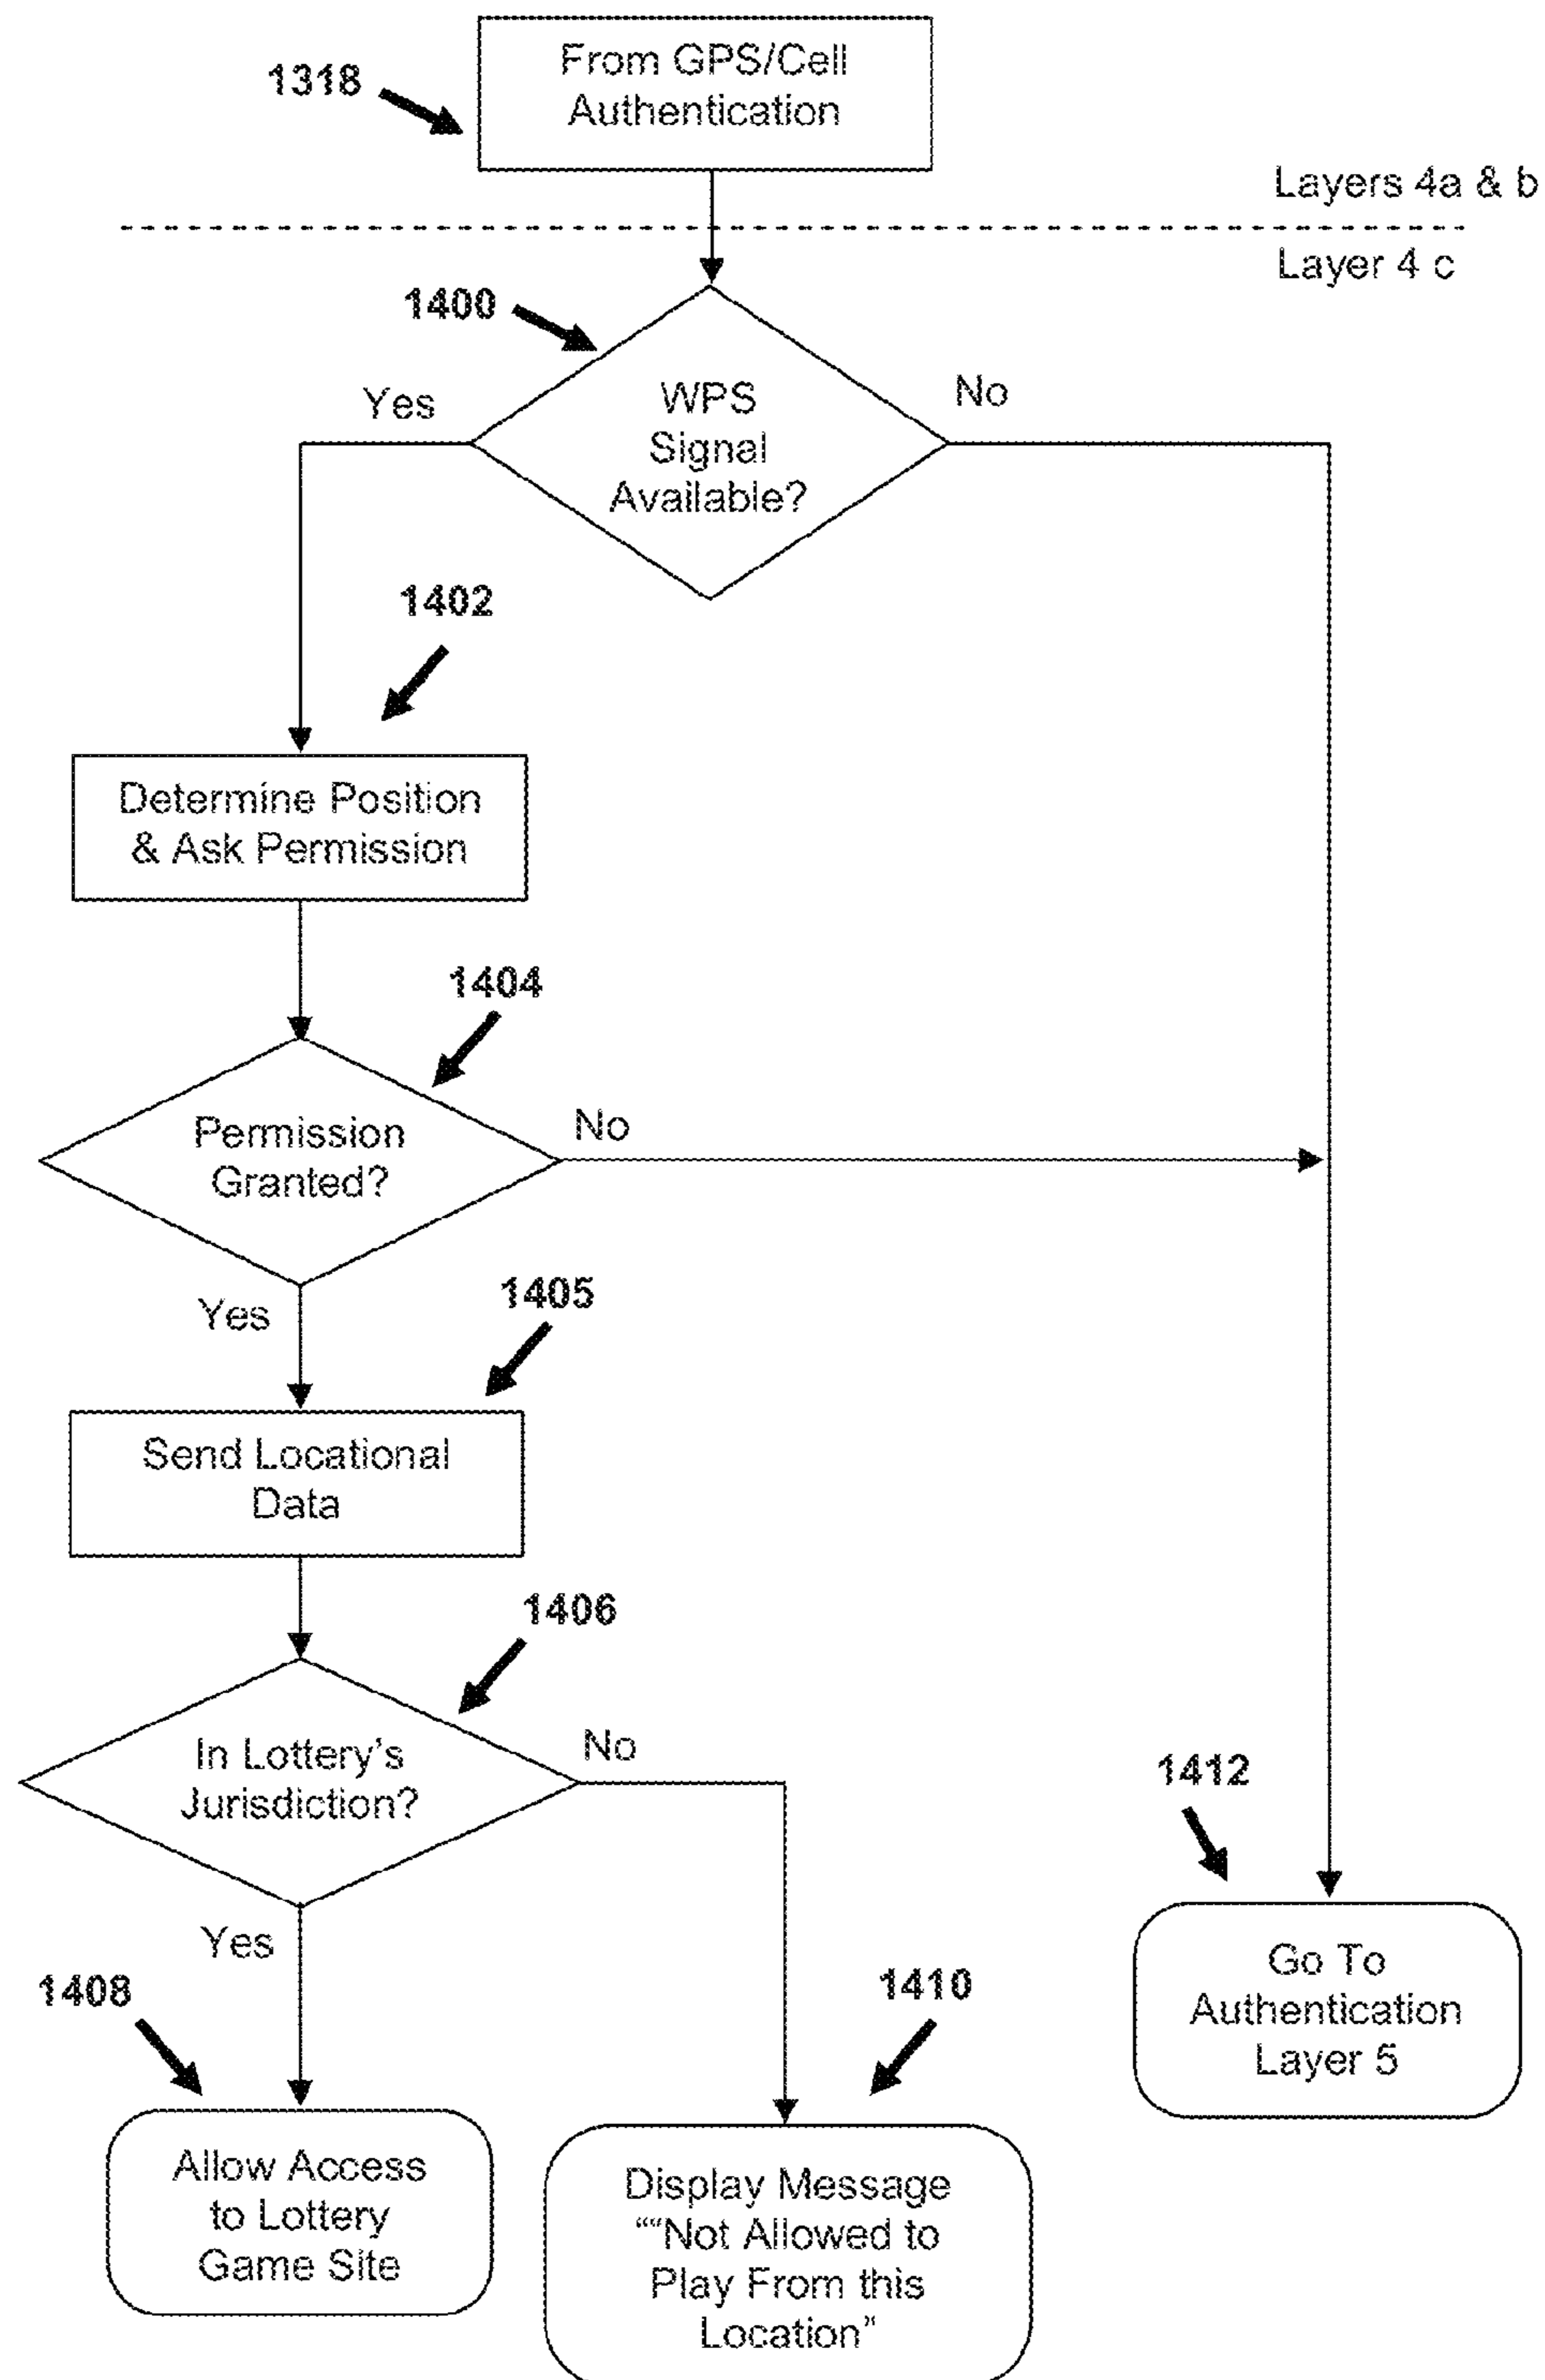 From GPS/Cell
Authentication
1318
Layers 4a & b
Layer 4 c
1400
WPS
Signal
Available?
Yes
No
1402
Determine Position
& Ask Permission
1404
Permission
Granted?
No
Yes
1405
Send Locational
Data
1406
In Lottery's
Jurisdiction?
No
Yes
1412
Go To
Authentication
Layer 5
1408
Allow Access
to Lottery
Game Site
1410
Display Message
““Not Allowed to
Play From this
Location”